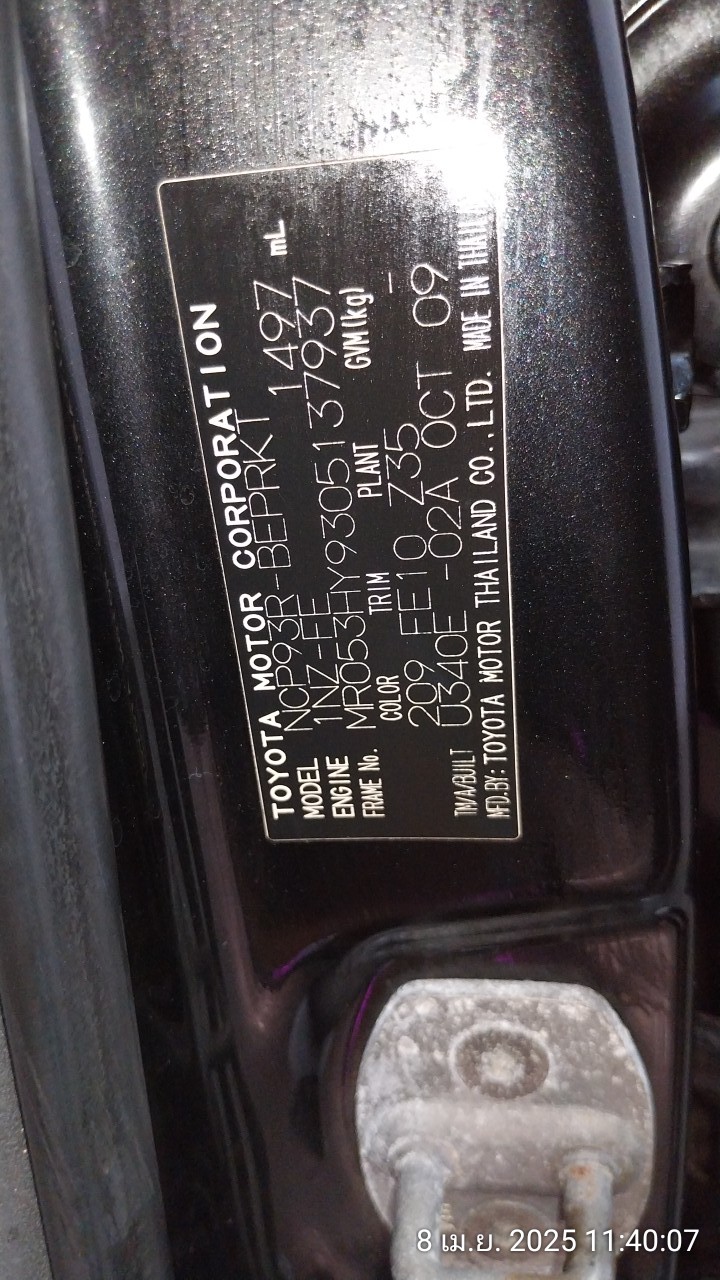 TOYOTA MOTOR CORPORATION
MODEL NCP93R-BEPRKT 1497 mL
ENGINE 1NZ-FE
FRAME No. MR053HY9305137937
COLOR TRIM PLANT GVM(kg)
209 FE10 Z35 -
TM/A/BUILT U340E -02A OCT 09
MFD.BY: TOYOTA MOTOR THAILAND CO.,LTD. MADE IN
8 เม.ย. 2025 11:40:07